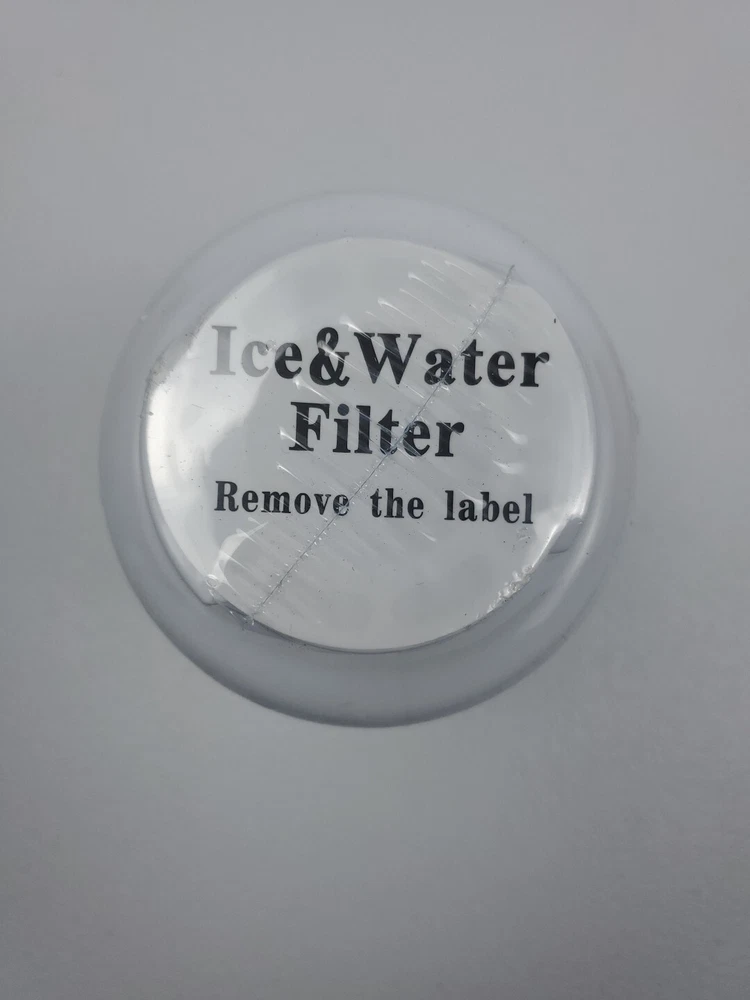 Ice&Water
Filter
Remove the label